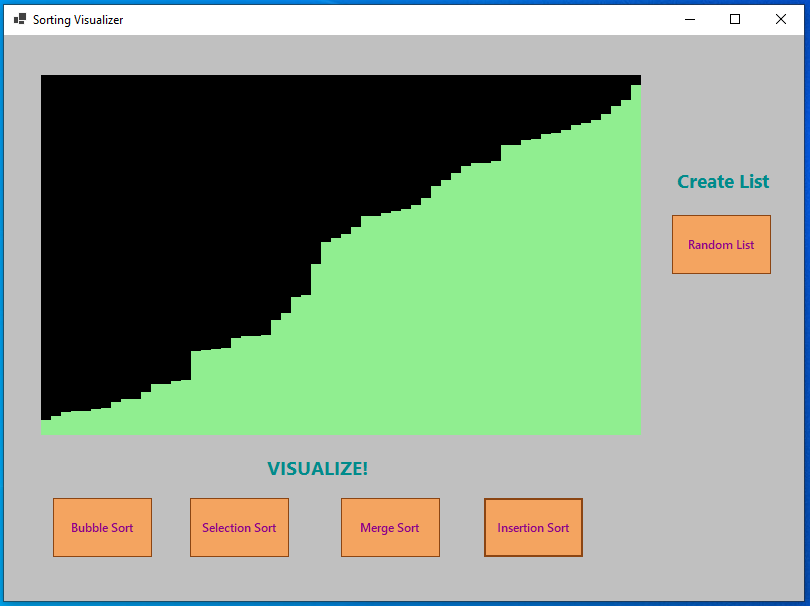 Sorting Visualizer
Create List
Random List
VISUALIZE!
Bubble Sort
Selection Sort
Merge Sort
Insertion Sort